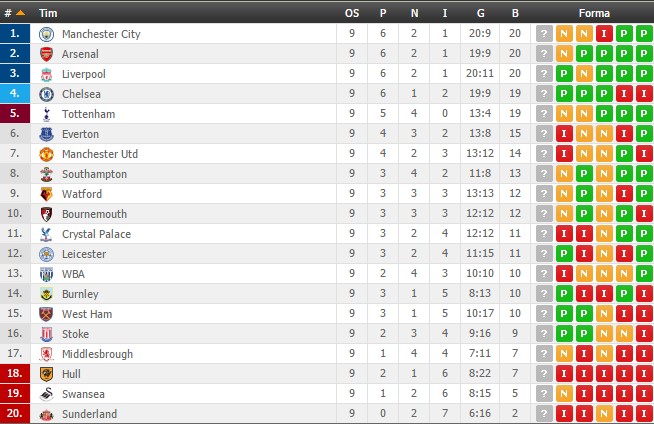 # Tim OS P N I G B Forma
1. Manchester City 9 6 2 1 20:9 20 ? N N I P P
2. Arsenal 9 6 2 1 19:9 20 ? N P P P P
3. Liverpool 9 6 2 1 20:11 20 ? P N P P P
4. Chelsea 9 6 1 2 19:9 19 ? P P P I I
5. Tottenham 9 5 4 0 13:4 19 ? N N P P P
6. Everton 9 4 3 2 13:8 15 ? I N N I P
7. Manchester Utd 9 4 2 3 13:12 14 ? I N N P I
8. Southampton 9 3 4 2 11:8 13 ? N P N P P
9. Watford 9 3 3 3 13:13 12 ? N P N I P
10. Bournemouth 9 3 3 3 12:12 12 ? N P N P I
11. Crystal Palace 9 3 2 4 12:12 11 ? I I N P P
12. Leicester 9 3 2 4 11:15 11 ? P I N I P
13. WBA 9 2 4 3 10:10 10 ? I N N N P
14. Burnley 9 3 1 5 8:13 10 ? P I I P I
15. West Ham 9 3 1 5 10:17 10 ? P P N I I
16. Stoke 9 2 3 4 9:16 9 ? P P N N I
17. Middlesbrough 9 1 4 4 7:11 7 ? N I N I I
18. Hull 9 2 1 6 8:22 7 ? I I I I I
19. Swansea 9 1 2 6 8:15 5 ? N I I I I
20. Sunderland 9 0 2 7 6:16 2 ? I I N I I